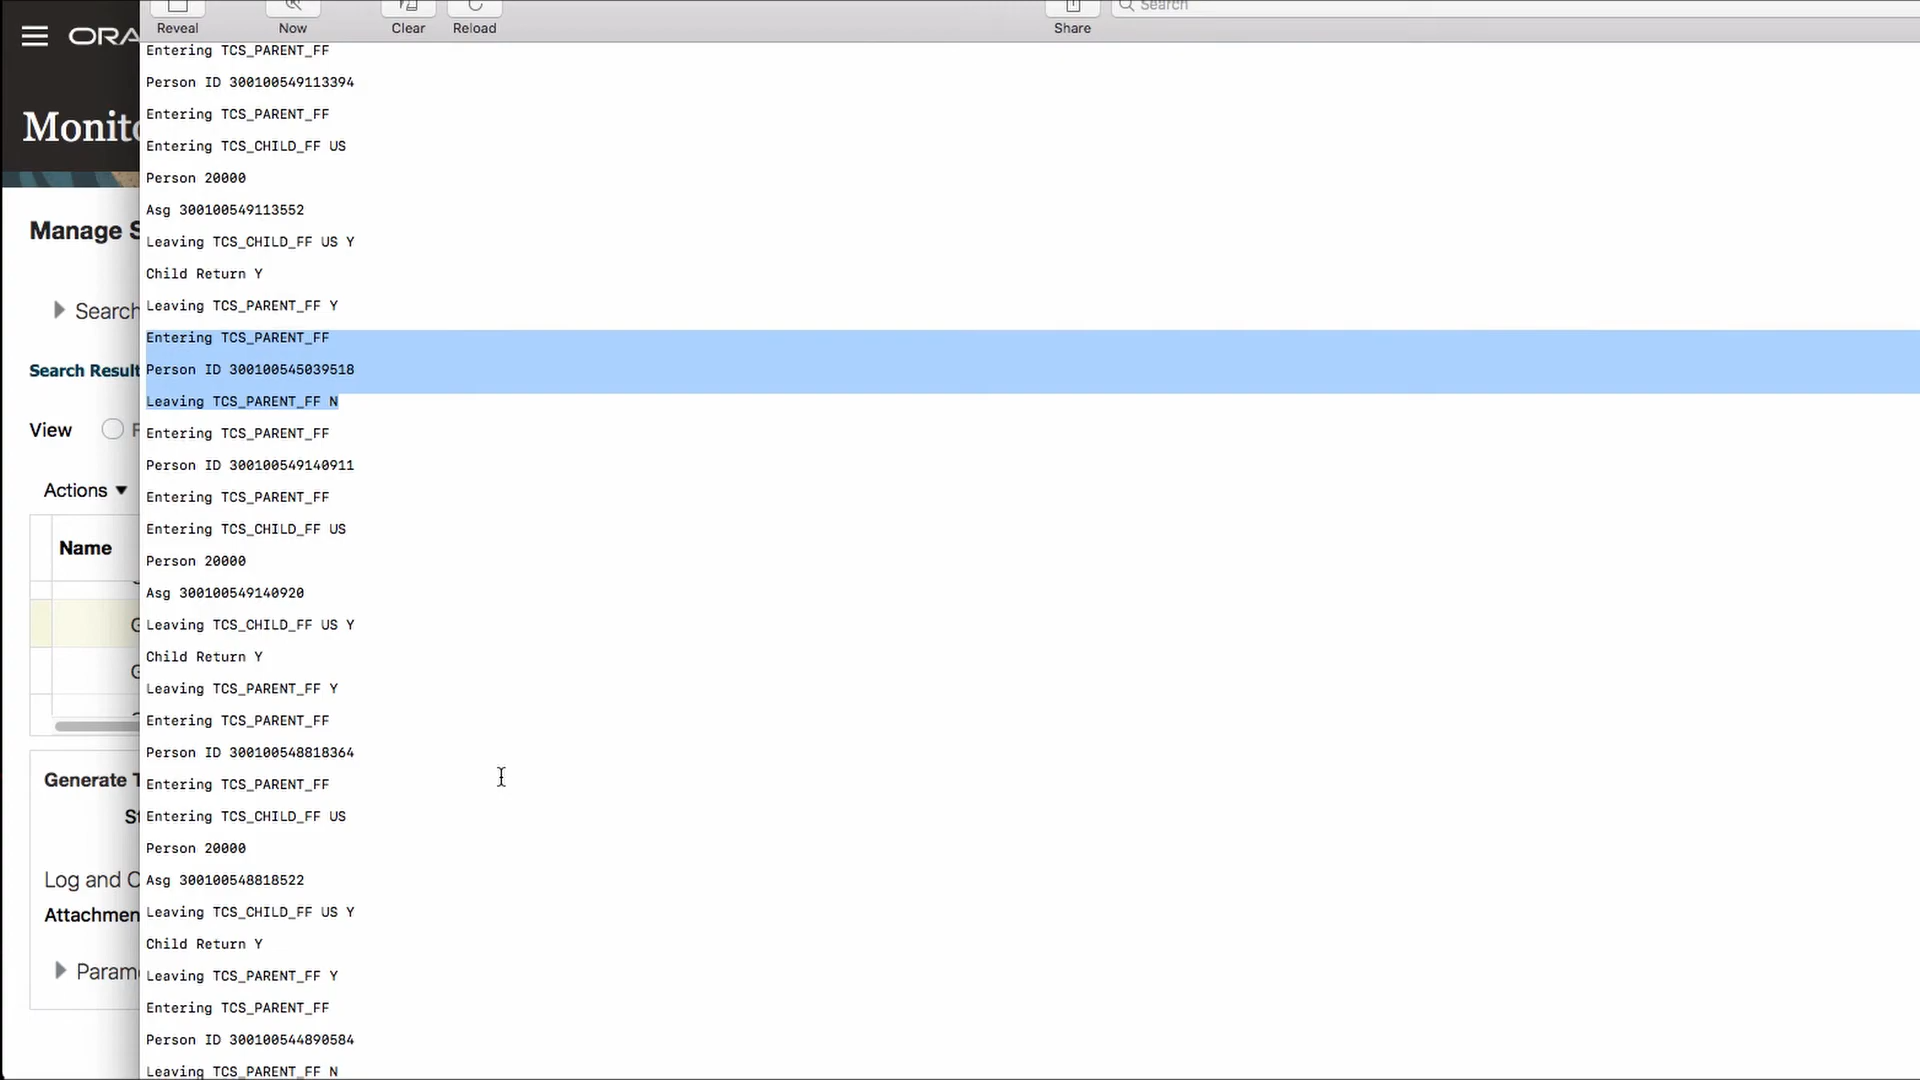 Reveal Now Clear Reload Share Search
ORA
Monito
Manage S
Search
Search Result
View
Actions
Name
Generate T
St
Log and O
Attachmen
Param
Entering TCS_PARENT_FF
Person ID 300100549113394
Entering TCS_PARENT_FF
Entering TCS_CHILD_FF US
Person 20000
Asg 300100549113552
Leaving TCS_CHILD_FF US Y
Child Return Y
Leaving TCS_PARENT_FF Y
Entering TCS_PARENT_FF
Person ID 300100545039518
Leaving TCS_PARENT_FF N
Entering TCS_PARENT_FF
Person ID 300100549140911
Entering TCS_PARENT_FF
Entering TCS_CHILD_FF US
Person 20000
Asg 300100549140920
Leaving TCS_CHILD_FF US Y
Child Return Y
Leaving TCS_PARENT_FF Y
Entering TCS_PARENT_FF
Person ID 300100548818364
Entering TCS_PARENT_FF
Entering TCS_CHILD_FF US
Person 20000
Asg 300100548818522
Leaving TCS_CHILD_FF US Y
Child Return Y
Leaving TCS_PARENT_FF Y
Entering TCS_PARENT_FF
Person ID 300100544890584
Leaving TCS_PARENT_FF N